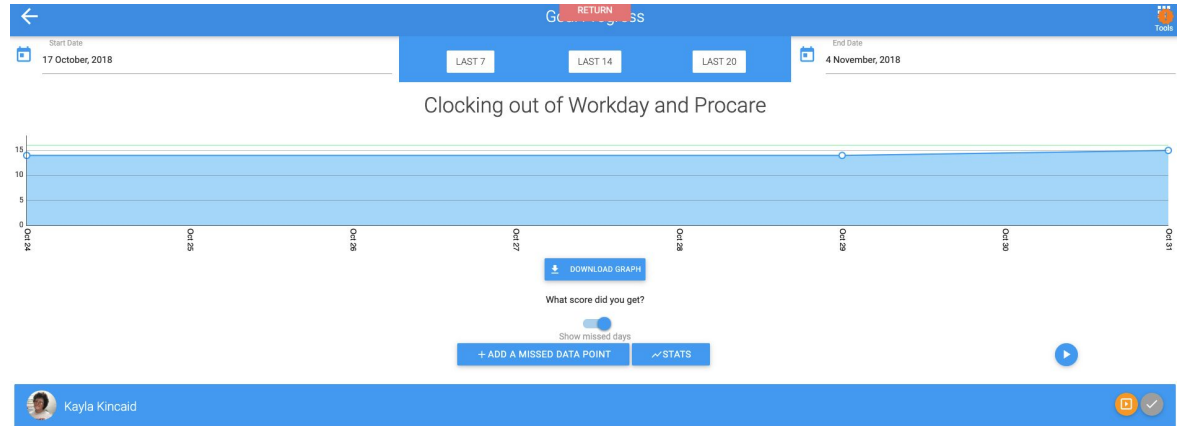 RETURN
Tools
Start Date
17 October, 2018
LAST 7
LAST 14
LAST 20
End Date
4 November, 2018
Clocking out of Workday and Procare
15
10
5
0
Oct 24
Oct 25
Oct 26
Oct 27
Oct 28
Oct 29
Oct 30
Oct 31
DOWNLOAD GRAPH
What score did you get?
Show missed days
+ ADD A MISSED DATA POINT
STATS
Kayla Kincaid